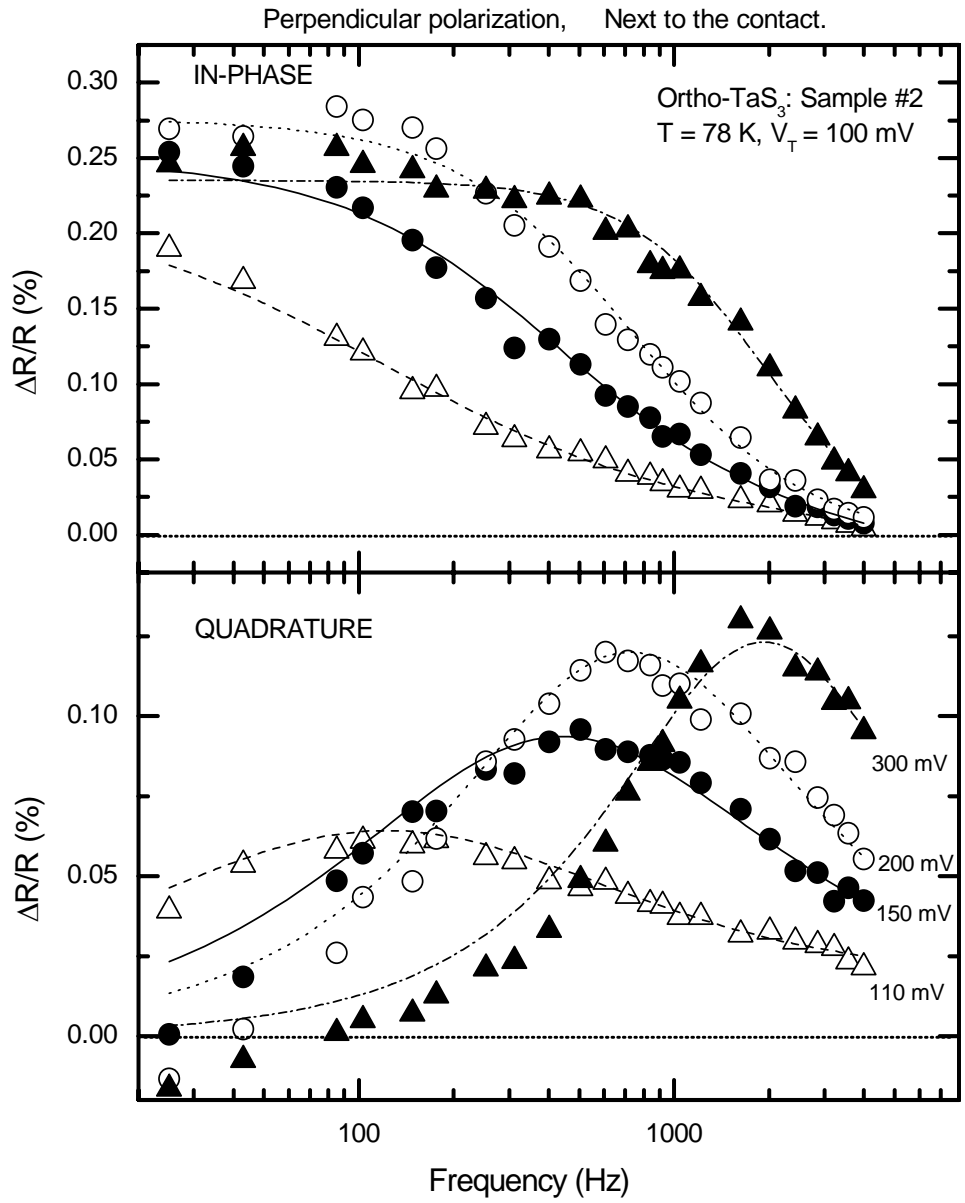 Perpendicular polarization, Next to the contact.
IN-PHASE
Ortho-TaS3: Sample #2
T = 78 K, VT = 100 mV
0.30
0.25
0.20
0.15
0.10
0.05
0.00
ΔR/R (%)
QUADRATURE
0.10
0.05
0.00
ΔR/R (%)
300 mV
200 mV
150 mV
110 mV
100
1000
Frequency (Hz)